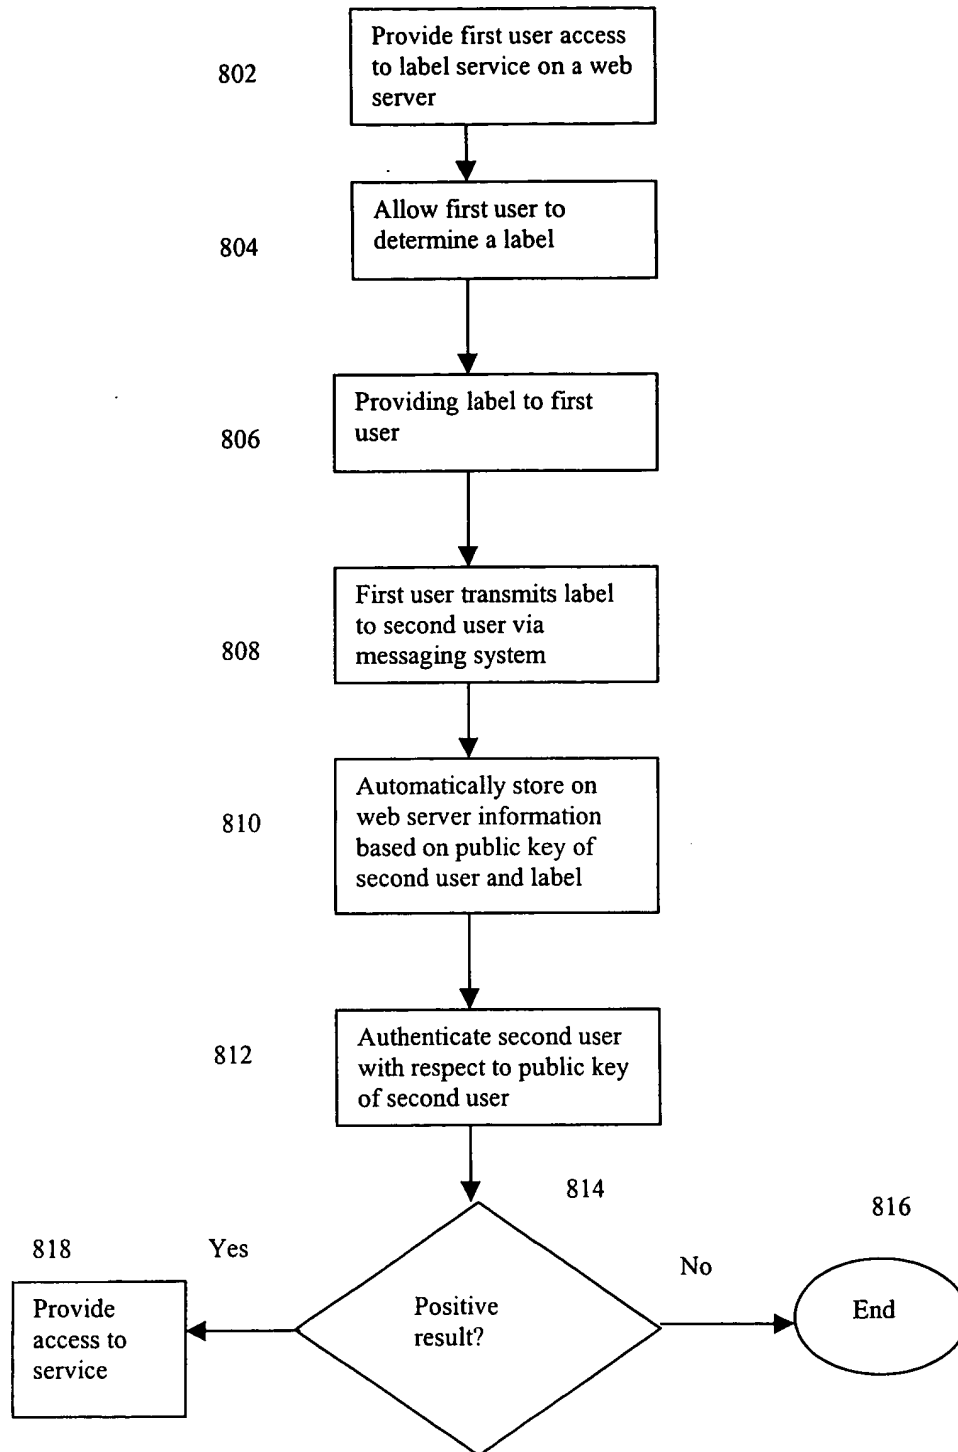 802
Provide first user access
to label service on a web
server
804
Allow first user to
determine a label
806
Providing label to first
user
808
First user transmits label
to second user via
messaging system
810
Automatically store on
web server information
based on public key of
second user and label
812
Authenticate second user
with respect to public key
of second user
814
816
818
Yes
No
Provide
access to
service
Positive
result?
End